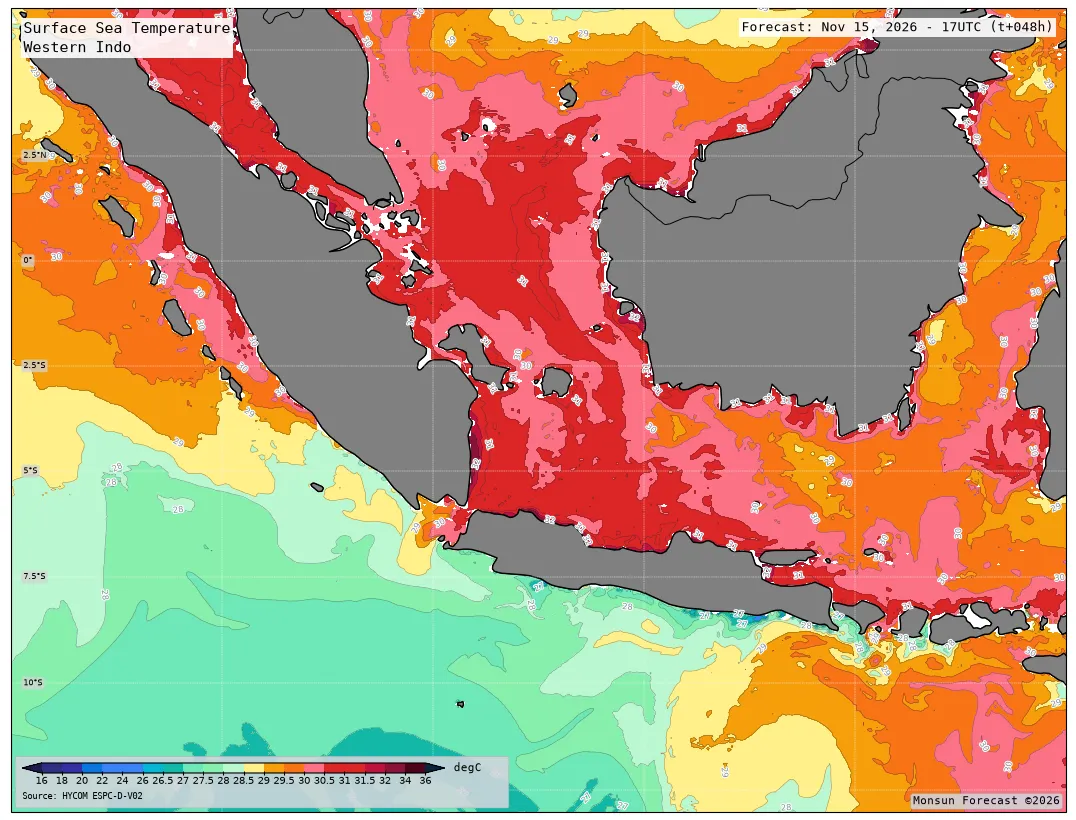 Surface Sea Temperature
Western Indo
Forecast: Nov 15, 2026 - 17UTC (t+048h)
2.5°N
0°
2.5°S
5°S
7.5°S
10°S
degC
16 18 20 22 24 26 26.5 27 27.5 28 28.5 29 29.5 30 30.5 31 31.5 32 34 36
Source: HYCOM ESPC-D-V02
Monsun Forecast ©2026